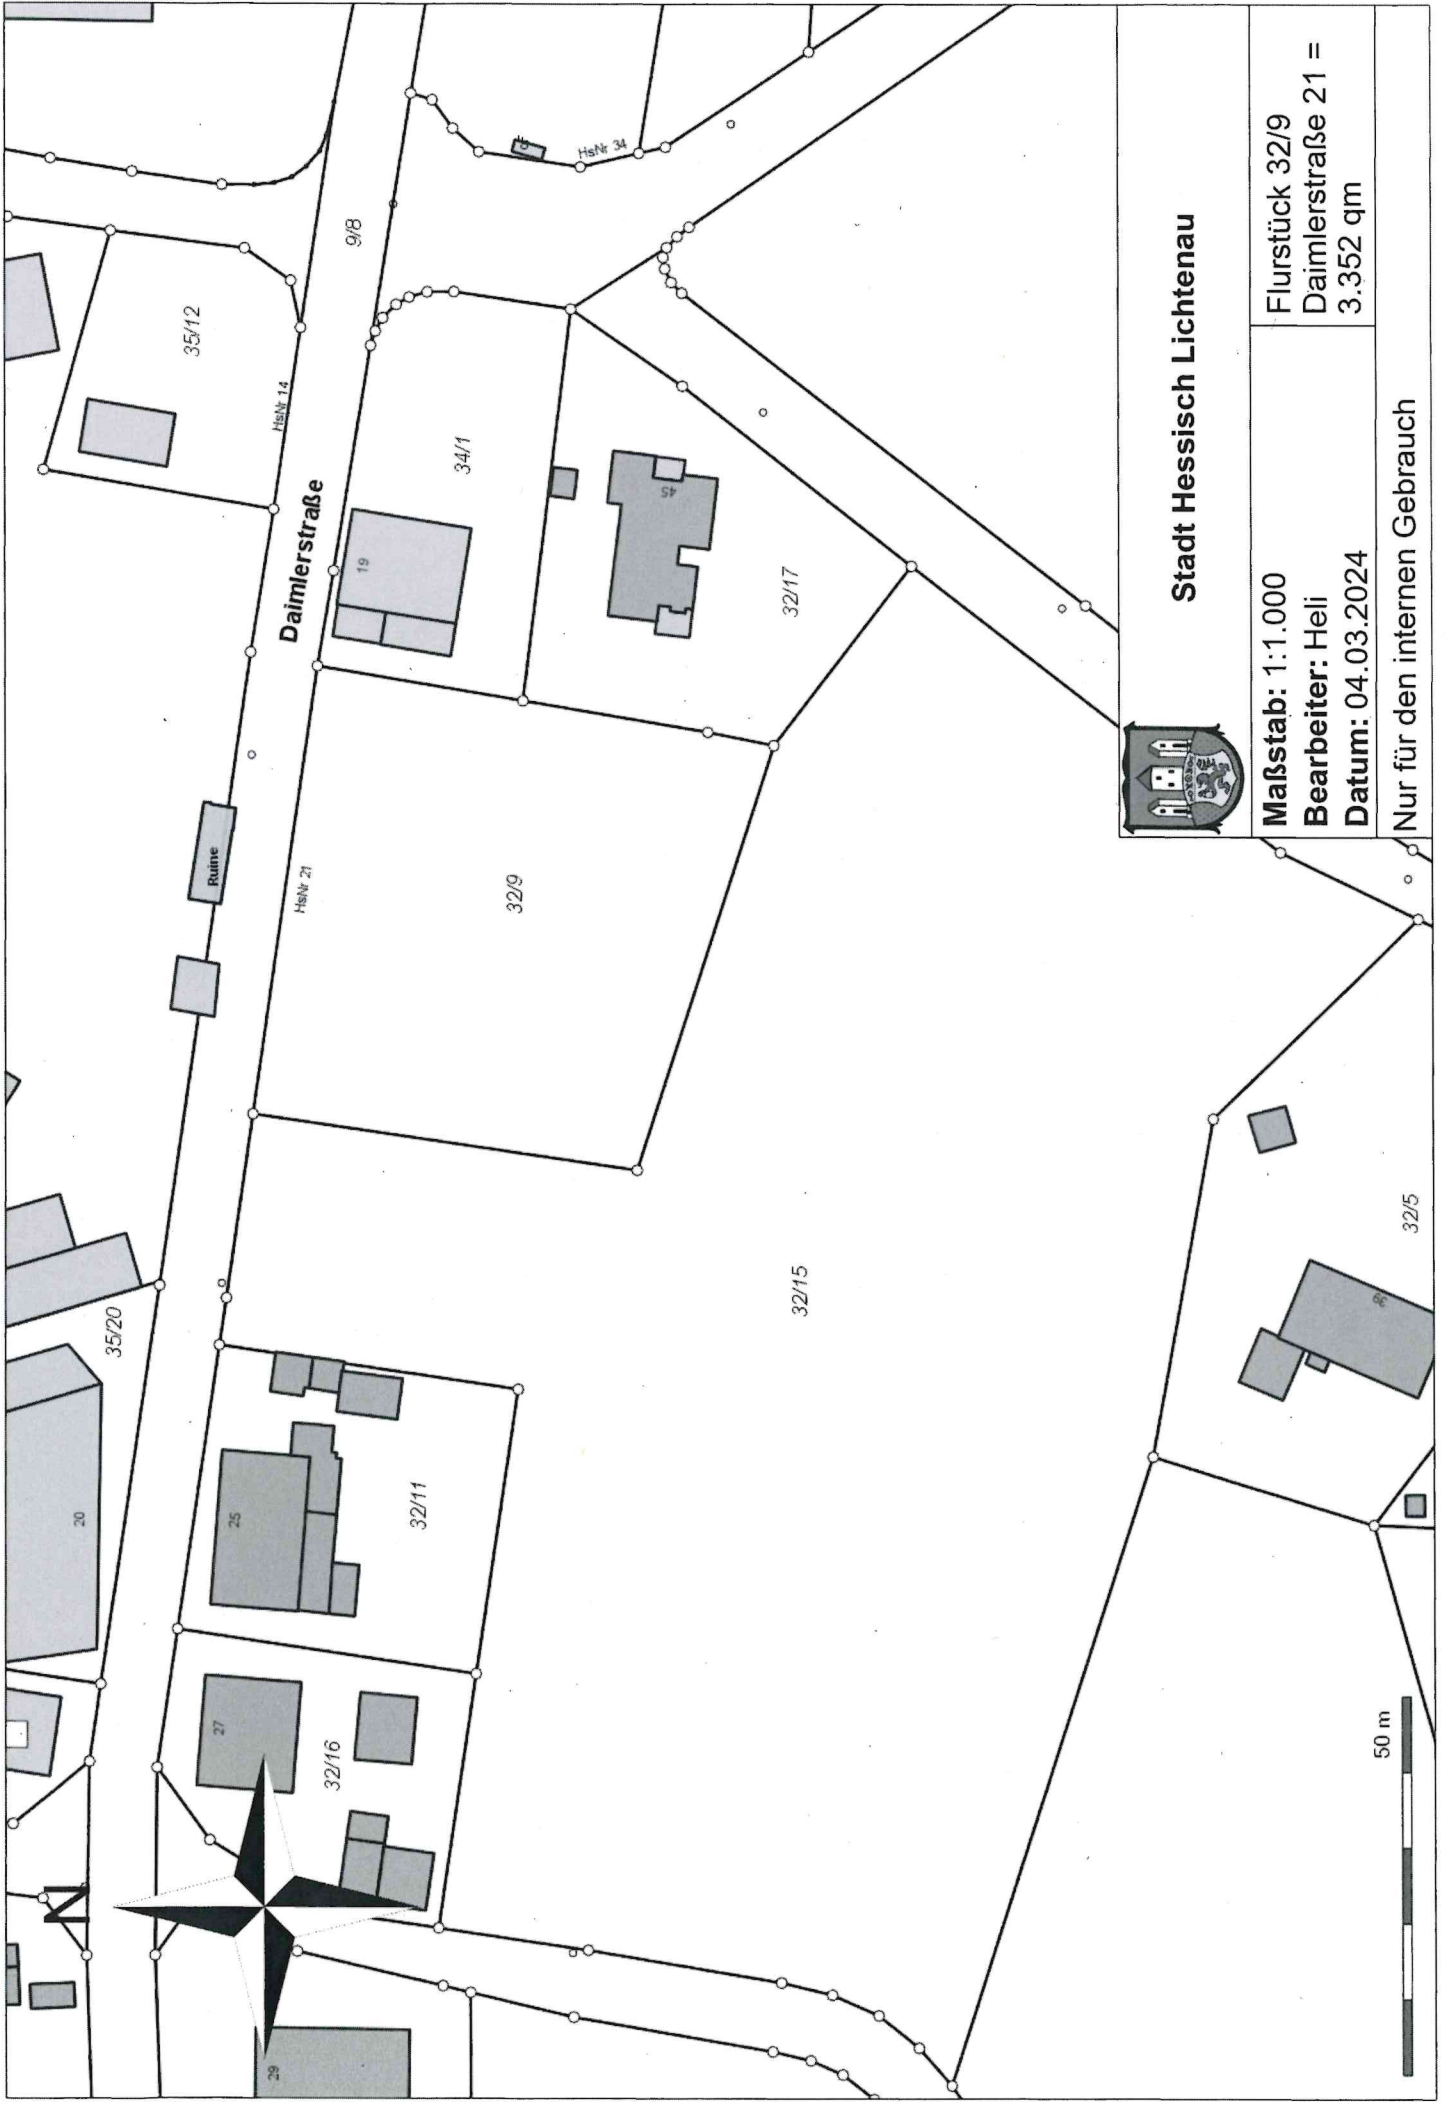 N
29
27
32/16
20
35/20
25
32/11
Ruine
HsNr 21
32/9
32/15
Daimlerstraße
19
34/1
HsNr 14
35/12
9/8
HsNr 34
45
32/17
39
32/5
50 m
Stadt Hessisch Lichtenau
Maßstab: 1:1.000
Bearbeiter: Heli
Datum: 04.03.2024
Flurstück 32/9
Daimlerstraße 21 =
3.352 qm
Nur für den internen Gebrauch